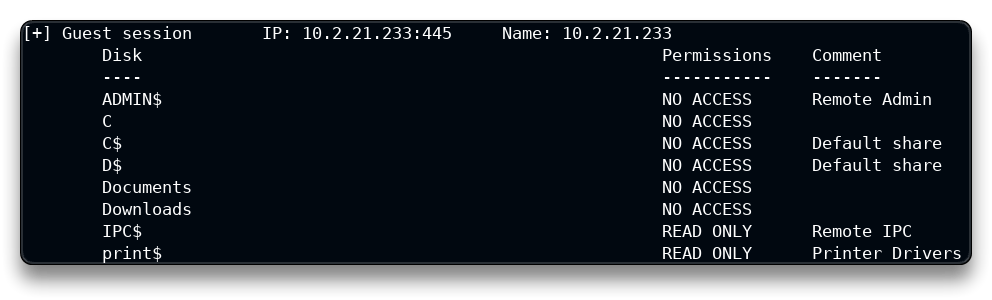 [+] Guest session IP: 10.2.21.233:445 Name: 10.2.21.233
Disk Permissions Comment
---- ----------- -------
ADMIN$ NO ACCESS Remote Admin
C NO ACCESS
C$ NO ACCESS Default share
D$ NO ACCESS Default share
Documents NO ACCESS
Downloads NO ACCESS
IPC$ READ ONLY Remote IPC
print$ READ ONLY Printer Drivers